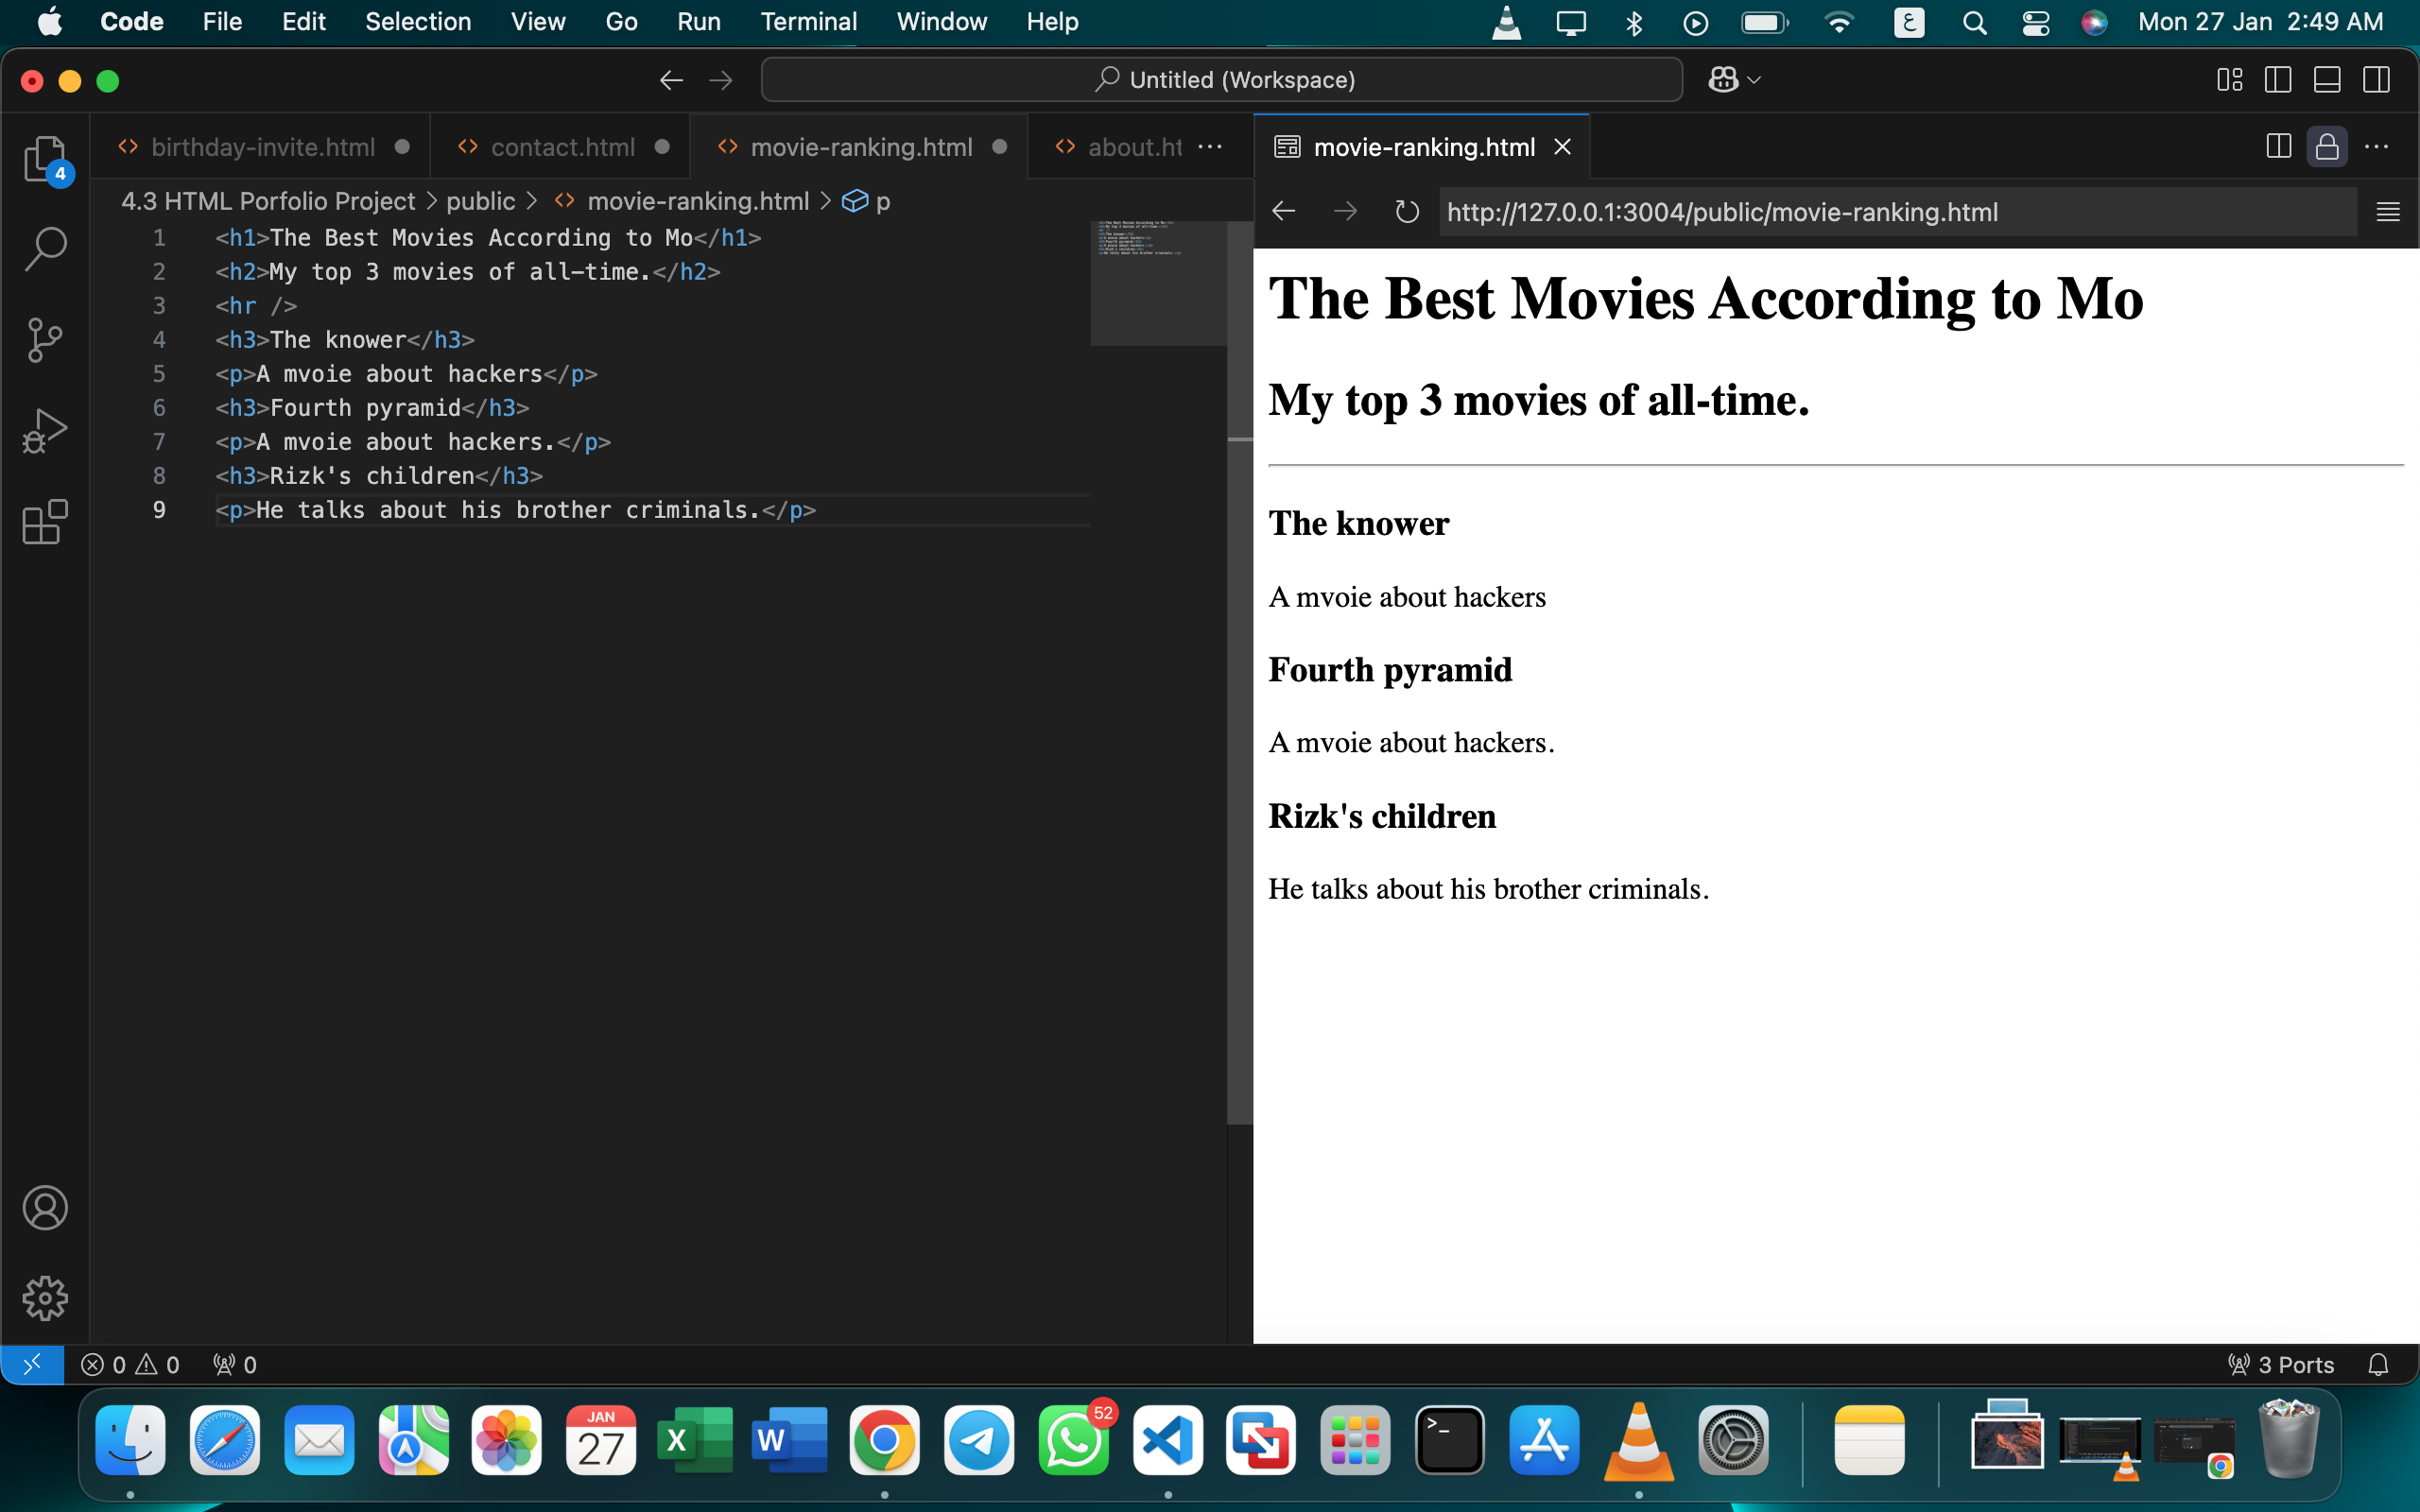 Code File Edit Selection View Go Run Terminal Window Help ع Mon 27 Jan 2:49 AM
Untitled (Workspace)
birthday-invite.html contact.html movie-ranking.html about.ht ··· movie-ranking.html
4
4.3 HTML Porfolio Project > public > <> movie-ranking.html > p
http://127.0.0.1:3004/public/movie-ranking.html
1 <h1>The Best Movies According to Mo</h1>
2 <h2>My top 3 movies of all-time.</h2>
3 <hr />
4 <h3>The knower</h3>
5 <p>A mvoie about hackers</p>
6 <h3>Fourth pyramid</h3>
7 <p>A mvoie about hackers.</p>
8 <h3>Rizk's children</h3>
9 <p>He talks about his brother criminals.</p>
The Best Movies According to Mo
My top 3 movies of all-time.
The knower
A mvoie about hackers
Fourth pyramid
A mvoie about hackers.
Rizk's children
He talks about his brother criminals.
0 0 0 3 Ports
JAN
27
X
W
52
>_